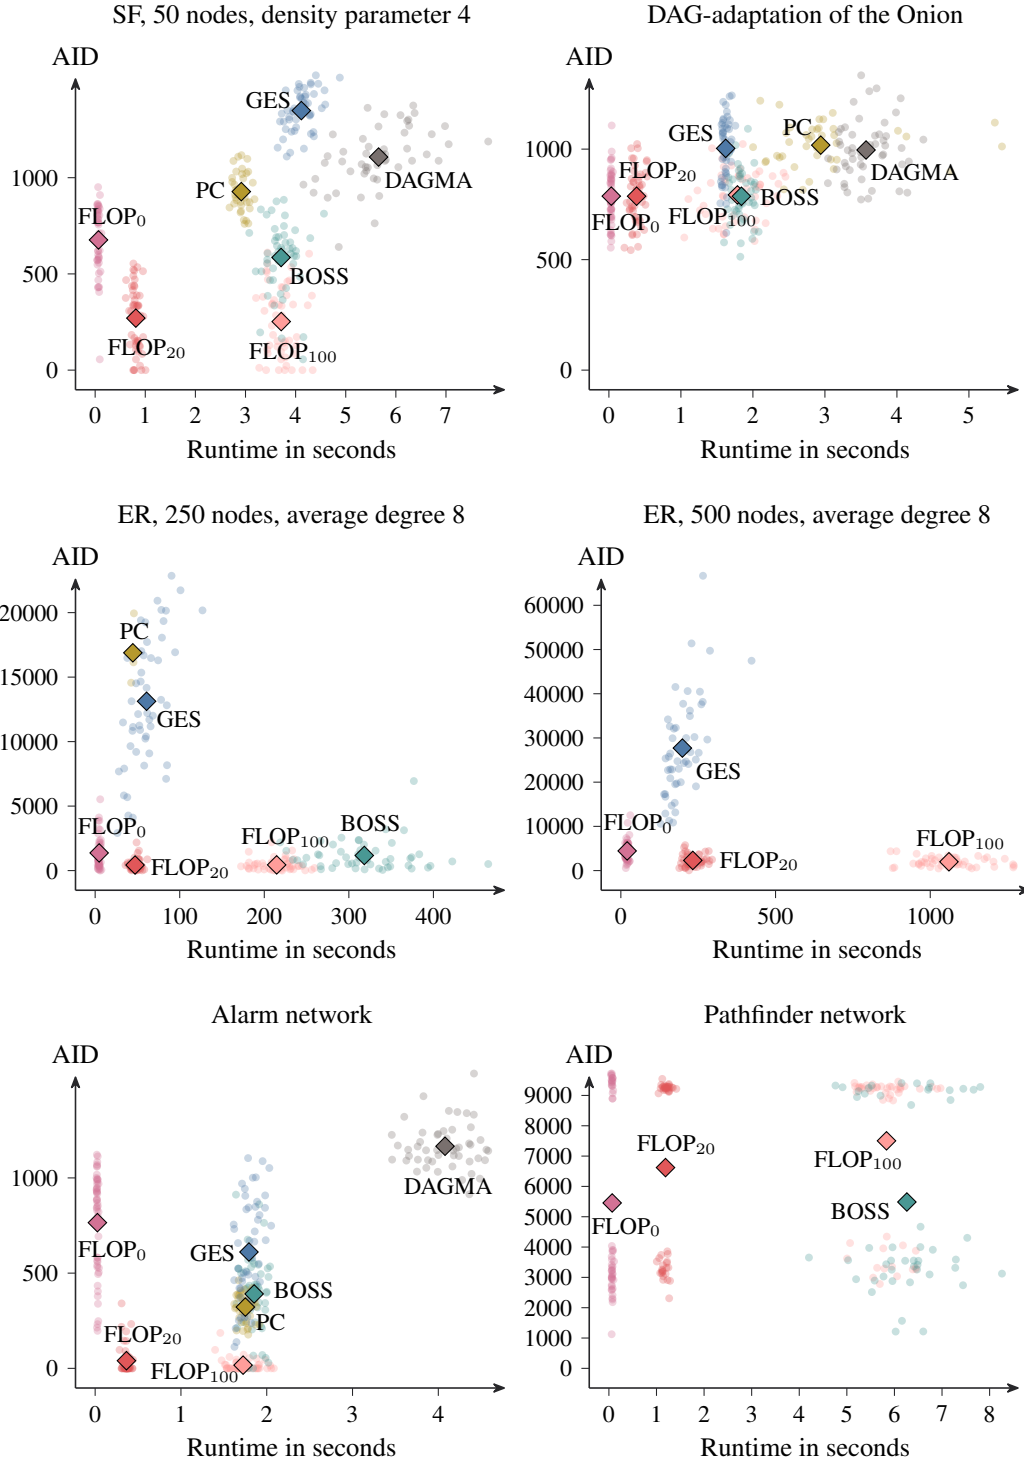 SF, 50 nodes, density parameter 4
AID
GES
PC
DAGMA
FLOP₀
BOSS
FLOP₂₀
FLOP₁₀₀
1000
500
0
0 1 2 3 4 5 6 7
Runtime in seconds
DAG-adaptation of the Onion
AID
GES
PC
FLOP₂₀
DAGMA
BOSS
FLOP₀
FLOP₁₀₀
1000
500
0
0 1 2 3 4 5
Runtime in seconds
ER, 250 nodes, average degree 8
AID
PC
GES
FLOP₀
FLOP₂₀
FLOP₁₀₀
BOSS
20000
15000
10000
5000
0
0 100 200 300 400
Runtime in seconds
ER, 500 nodes, average degree 8
AID
GES
FLOP₀
FLOP₂₀
FLOP₁₀₀
60000
50000
40000
30000
20000
10000
0
0 500 1000
Runtime in seconds
Alarm network
AID
DAGMA
FLOP₀
GES
BOSS
PC
FLOP₂₀
FLOP₁₀₀
1000
500
0
0 1 2 3 4
Runtime in seconds
Pathfinder network
AID
FLOP₂₀
FLOP₁₀₀
BOSS
FLOP₀
9000
8000
7000
6000
5000
4000
3000
2000
1000
0
0 1 2 3 4 5 6 7 8
Runtime in seconds